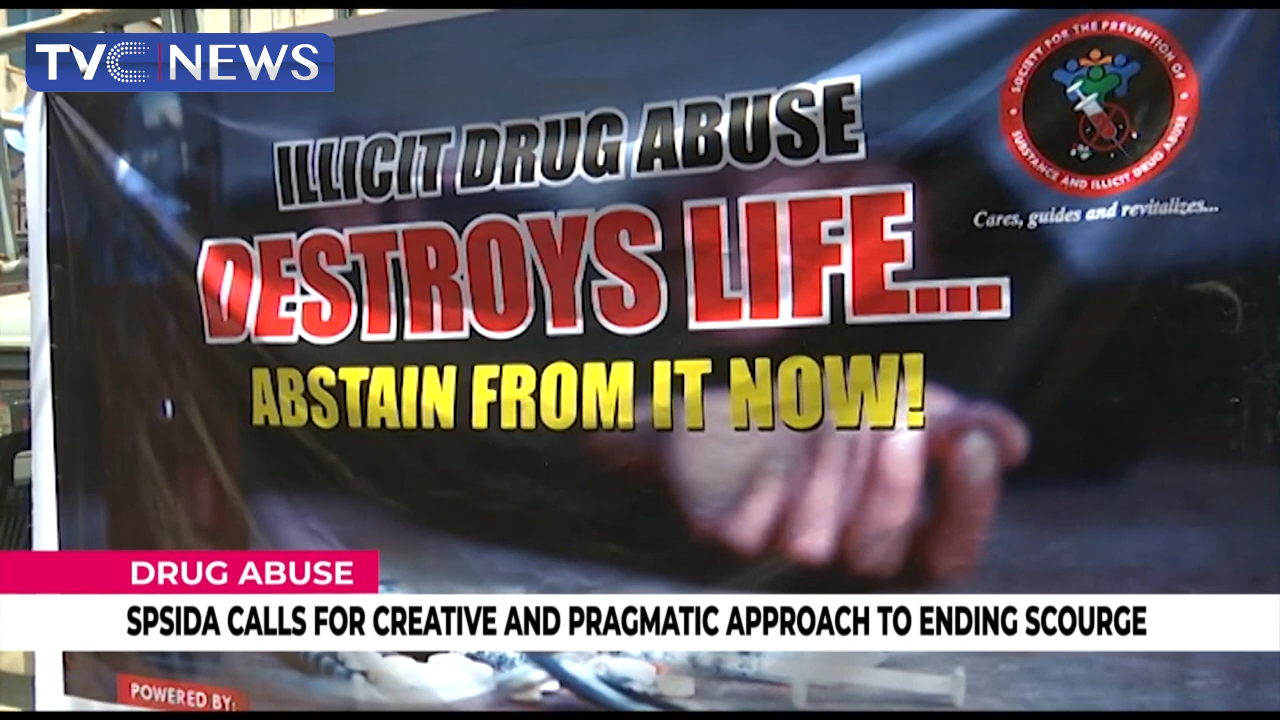 TVC NEWS
SOCIETY FOR THE PREVENTION OF
SUBSTANCE AND ILLICIT DRUG ABUSE
Cares, guides and revitalizes...
ILLICIT DRUG ABUSE
DESTROYS LIFE...
ABSTAIN FROM IT NOW!
DRUG ABUSE
SPSIDA CALLS FOR CREATIVE AND PRAGMATIC APPROACH TO ENDING SCOURGE
POWERED BY: